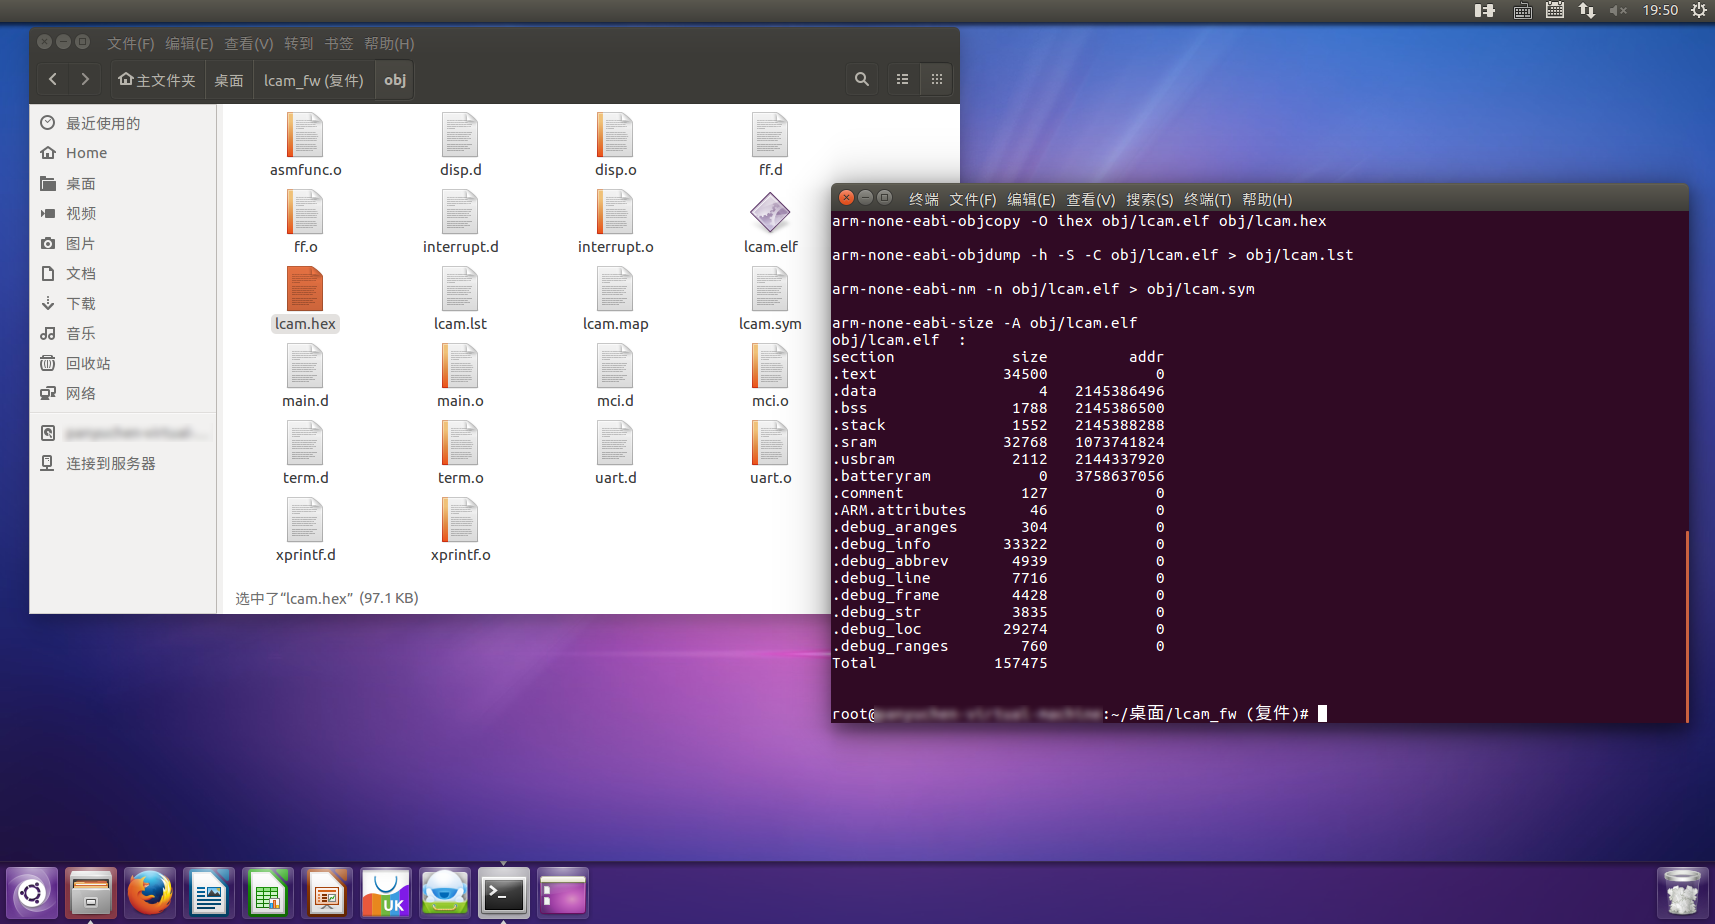 19:50
文件(F) 编辑(E) 查看(V) 转到 书签 帮助(H)
主文件夹 桌面 lcam_fw (复件) obj
最近使用的
Home
桌面
视频
图片
文档
下载
音乐
回收站
网络
连接到服务器
asmfunc.o disp.d disp.o ff.d
ff.o interrupt.d interrupt.o lcam.elf
lcam.hex lcam.lst lcam.map lcam.sym
main.d main.o mci.d mci.o
term.d term.o uart.d uart.o
xprintf.d xprintf.o
选中了“lcam.hex” (97.1 KB)
终端 文件(F) 编辑(E) 查看(V) 搜索(S) 终端(T) 帮助(H)
arm-none-eabi-objcopy -O ihex obj/lcam.elf obj/lcam.hex
arm-none-eabi-objdump -h -S -C obj/lcam.elf > obj/lcam.lst
arm-none-eabi-nm -n obj/lcam.elf > obj/lcam.sym
arm-none-eabi-size -A obj/lcam.elf
obj/lcam.elf  :
section size addr
.text 34500 0
.data 4 2145386496
.bss 1788 2145386500
.stack 1552 2145388288
.sram 32768 1073741824
.usbram 2112 2144337920
.batteryram 0 3758637056
.comment 127 0
.ARM.attributes 46 0
.debug_aranges 304 0
.debug_info 33322 0
.debug_abbrev 4939 0
.debug_line 7716 0
.debug_frame 4428 0
.debug_str 3835 0
.debug_loc 29274 0
.debug_ranges 760 0
Total 157475
root@ :~/桌面/lcam_fw (复件)#
UK